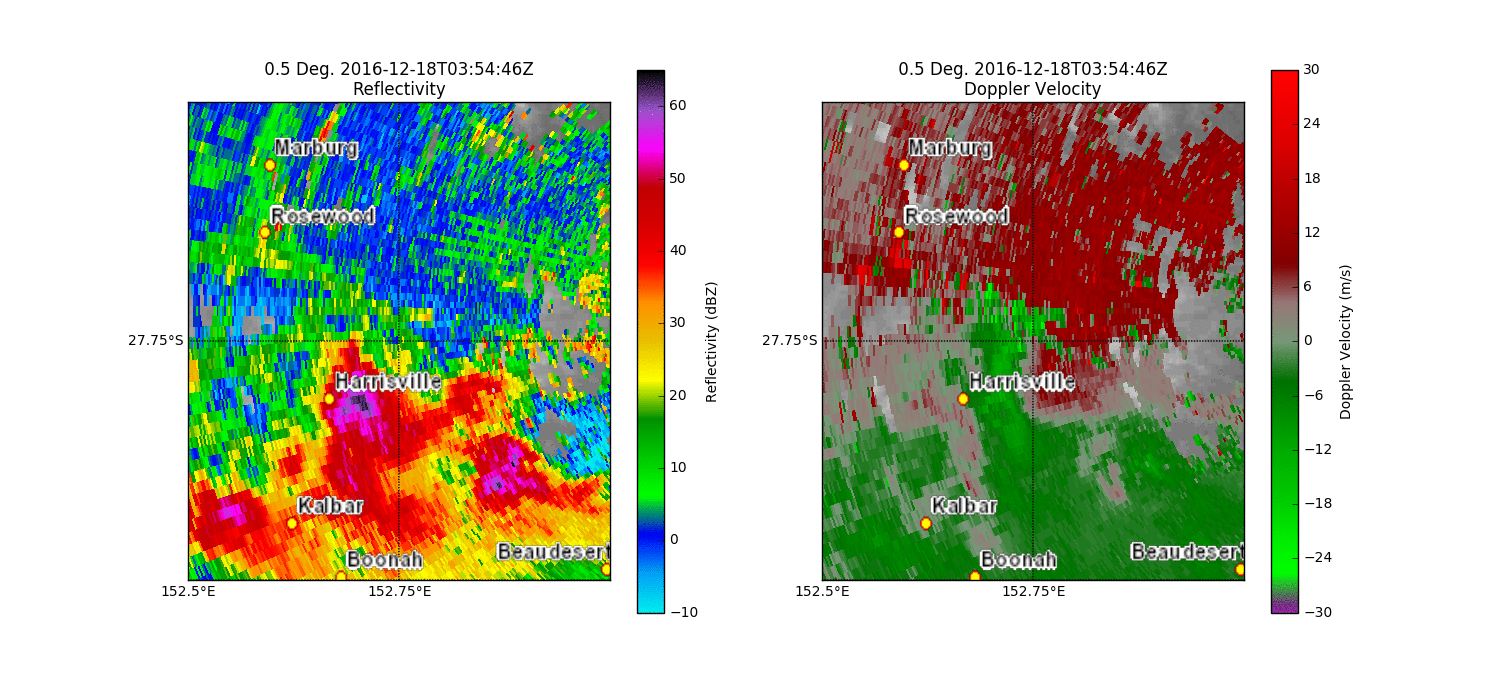 0.5 Deg. 2016-12-18T03:54:46Z
Reflectivity
Marburg
Rosewood
Harrisville
Kalbar
Boonah
Beaudesert
27.75°S
152.5°E
152.75°E
60
50
40
30
20
10
0
−10
Reflectivity (dBZ)
0.5 Deg. 2016-12-18T03:54:46Z
Doppler Velocity
Marburg
Rosewood
Harrisville
Kalbar
Boonah
Beaudesert
27.75°S
152.5°E
152.75°E
30
24
18
12
6
0
−6
−12
−18
−24
−30
Doppler Velocity (m/s)